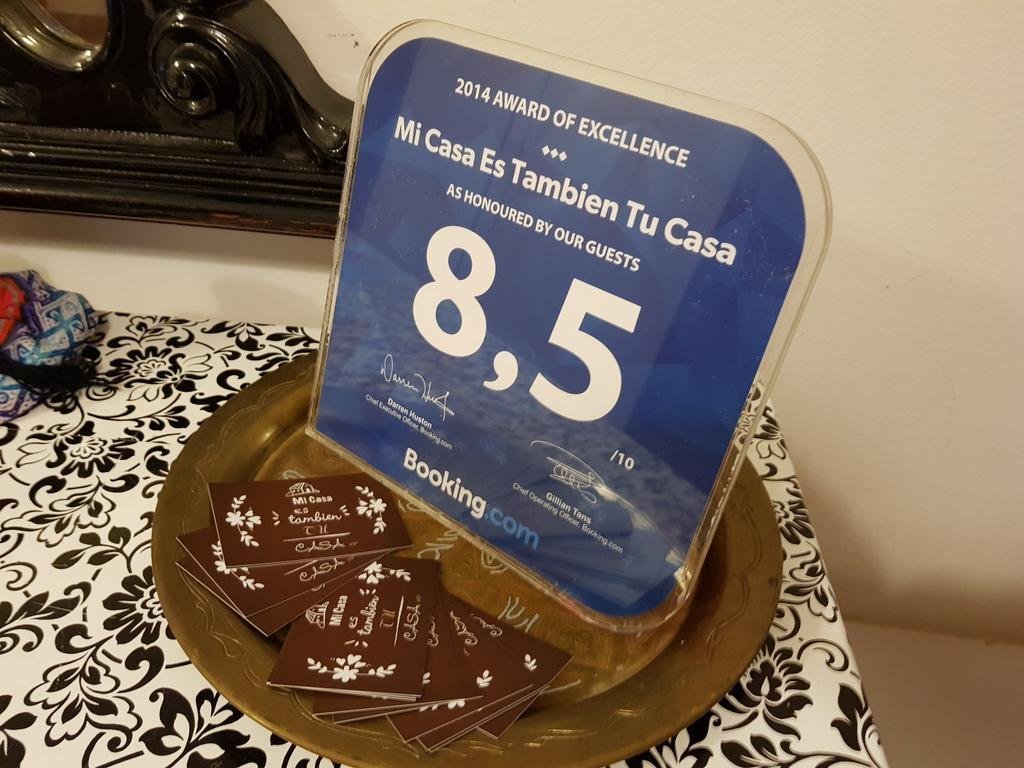 2014 AWARD OF EXCELLENCE
Mi Casa Es Tambien Tu Casa
AS HONOURED BY OUR GUESTS
8,5
/10
Darren Huston
Chief Executive Officer, Booking.com
Gillian Tans
Chief Operating Officer, Booking.com
Booking.com
Mi Casa
es
tambien
TU
CASA
CASA
Mi Casa
es
tambien
TU
CASA